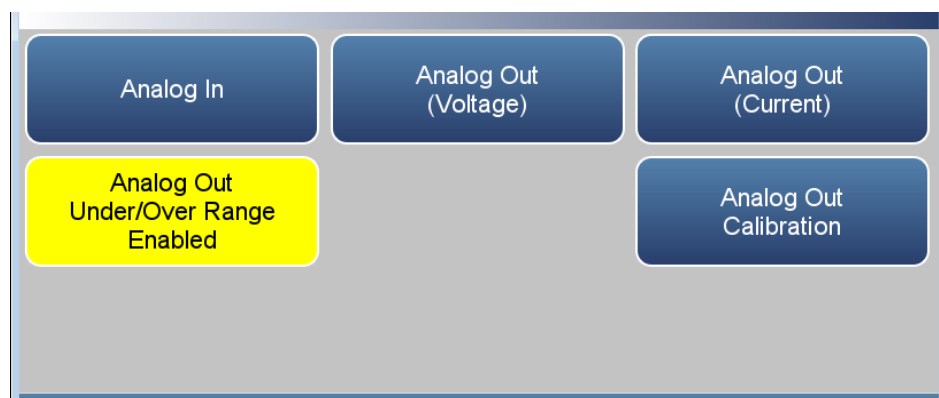 Analog In
Analog Out
(Voltage)
Analog Out
(Current)
Analog Out
Under/Over Range
Enabled
Analog Out
Calibration